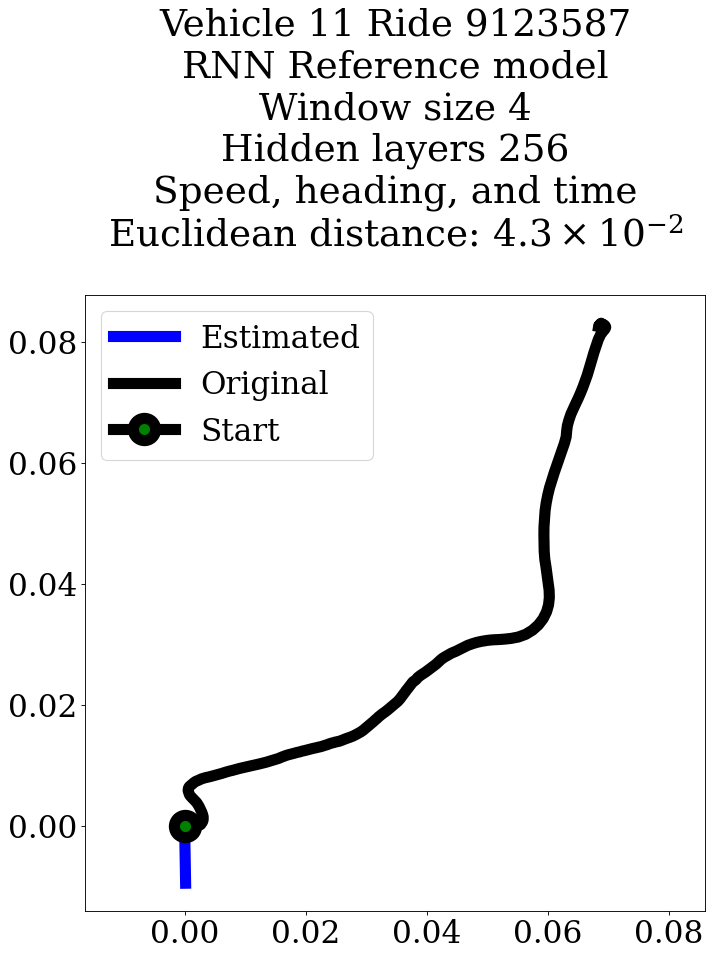 Vehicle 11 Ride 9123587
RNN Reference model
Window size 4
Hidden layers 256
Speed, heading, and time
Euclidean distance: 4.3 × 10⁻²
Estimated
Original
Start
0.08
0.06
0.04
0.02
0.00
0.00 0.02 0.04 0.06 0.08